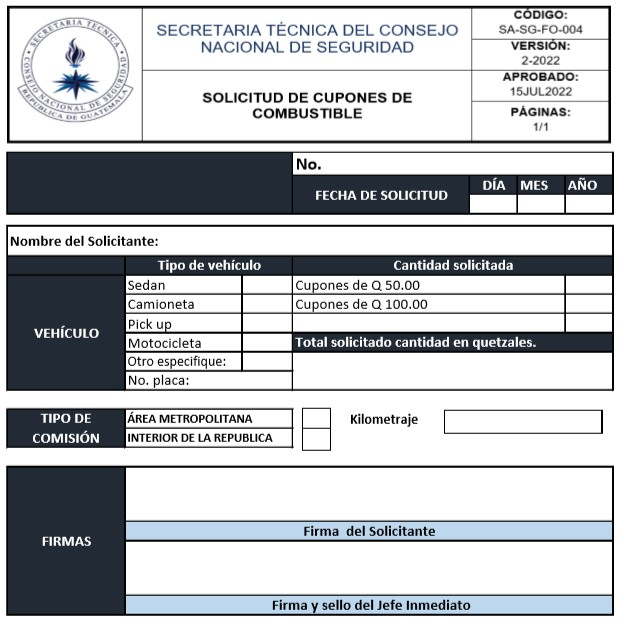 SECRETARIA TÉCNICA
CONSEJO NACIONAL DE SEGURIDAD
REPUBLICA DE GUATEMALA
SECRETARIA TÉCNICA DEL CONSEJO
NACIONAL DE SEGURIDAD
SOLICITUD DE CUPONES DE
COMBUSTIBLE
CÓDIGO:
SA-SG-FO-004
VERSIÓN:
2-2022
APROBADO:
15JUL2022
PÁGINAS:
1/1
No.
FECHA DE SOLICITUD
DÍA MES AÑO
Nombre del Solicitante:
Tipo de vehículo Cantidad solicitada
VEHÍCULO
Sedan Cupones de Q 50.00
Camioneta Cupones de Q 100.00
Pick up
Motocicleta Total solicitado cantidad en quetzales.
Otro especifique:
No. placa:
TIPO DE
COMISIÓN
ÁREA METROPOLITANA
INTERIOR DE LA REPUBLICA
Kilometraje
FIRMAS
Firma del Solicitante
Firma y sello del Jefe Inmediato